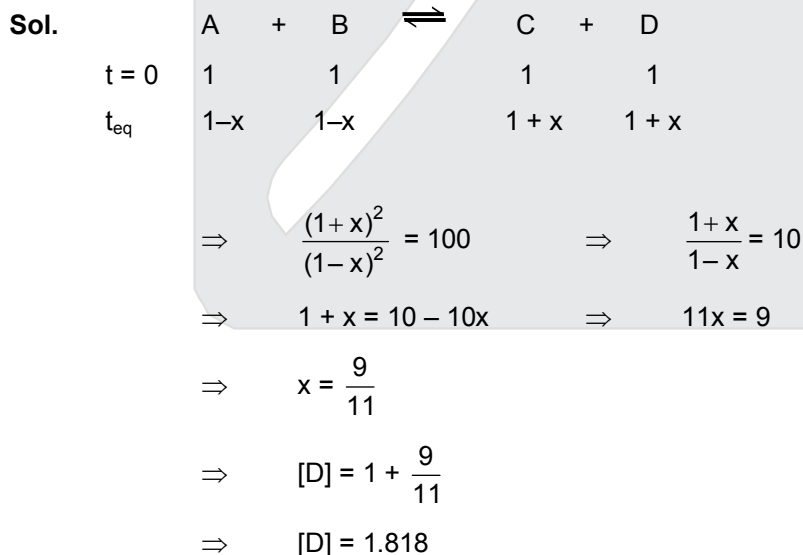 Sol. A + B ⇌ C + D
t = 0 1 1 1 1
t_eq 1–x 1–x 1 + x 1 + x
⇒ (1+x)²/(1–x)² = 100 ⇒ 1+x/1–x = 10
⇒ 1 + x = 10 – 10x ⇒ 11x = 9
⇒ x = 9/11
⇒ [D] = 1 + 9/11
⇒ [D] = 1.818